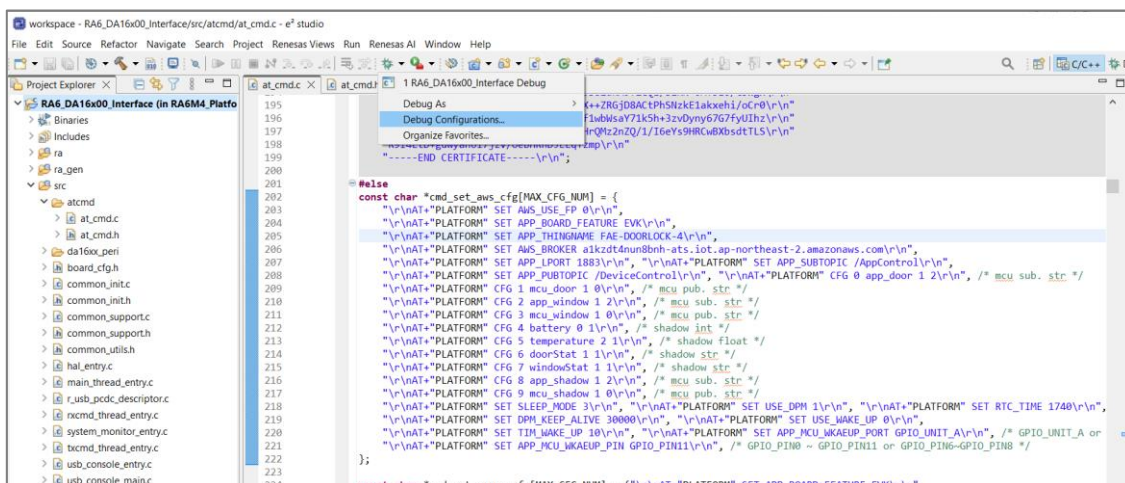 workspace - RA6_DA16x00_Interface/src/atcmd/at_cmd.c - e² studio
File Edit Source Refactor Navigate Search Project Renesas Views Run Renesas AI Window Help
C/C++
Project Explorer
at_cmd.c
at_cmd.h
1 RA6_DA16x00_Interface Debug
Debug As
Debug Configurations...
Organize Favorites...
RA6_DA16x00_Interface (in RA6M4_Platfo
Binaries
Includes
ra
ra_gen
src
atcmd
at_cmd.c
at_cmd.h
da16xx_peri
board_cfg.h
common_init.c
common_init.h
common_support.c
common_support.h
common_utils.h
hal_entry.c
main_thread_entry.c
r_usb_pcdc_descriptor.c
rxcmd_thread_entry.c
system_monitor_entry.c
txcmd_thread_entry.c
usb_console_entry.c
usb_console_main.c
195 X++ZRGjD8ACtPh5NzkE1akxehi/oCr0\r\n"
196 f1wbWsaY71k5h+3zvDyny67G7fyUIhz\r\n"
197 HrQMz2nZQ/1/I6eYs9HRCwBXbsdtTLS\r\n"
198
199 "-----END CERTIFICATE-----\r\n";
200
201 #else
202 const char *cmd_set_aws_cfg[MAX_CFG_NUM] = {
203 "\r\nAT+"PLATFORM" SET AWS_USE_FP 0\r\n",
204 "\r\nAT+"PLATFORM" SET APP_BOARD_FEATURE EVK\r\n",
205 "\r\nAT+"PLATFORM" SET APP_THINGNAME FAE-DOORLOCK-4\r\n",
206 "\r\nAT+"PLATFORM" SET AWS_BROKER a1kzdt4nun8bnh-ats.iot.ap-northeast-2.amazonaws.com\r\n",
207 "\r\nAT+"PLATFORM" SET APP_LPORT 1883\r\n", "\r\nAT+"PLATFORM" SET APP_SUBTOPIC /AppControl\r\n",
208 "\r\nAT+"PLATFORM" SET APP_PUBTOPIC /DeviceControl\r\n", "\r\nAT+"PLATFORM" CFG 0 app_door 1 2\r\n", /* mcu sub. str */
209 "\r\nAT+"PLATFORM" CFG 1 mcu_door 1 0\r\n", /* mcu pub. str */
210 "\r\nAT+"PLATFORM" CFG 2 app_window 1 2\r\n", /* mcu sub. str */
211 "\r\nAT+"PLATFORM" CFG 3 mcu_window 1 0\r\n", /* mcu pub. str */
212 "\r\nAT+"PLATFORM" CFG 4 battery 0 1\r\n", /* shadow int */
213 "\r\nAT+"PLATFORM" CFG 5 temperature 2 1\r\n", /* shadow float */
214 "\r\nAT+"PLATFORM" CFG 6 doorStat 1 1\r\n", /* shadow str */
215 "\r\nAT+"PLATFORM" CFG 7 windowStat 1 1\r\n", /* shadow str */
216 "\r\nAT+"PLATFORM" CFG 8 app_shadow 1 2\r\n", /* mcu sub. str */
217 "\r\nAT+"PLATFORM" CFG 9 mcu_shadow 1 0\r\n", /* mcu pub. str */
218 "\r\nAT+"PLATFORM" SET SLEEP_MODE 3\r\n", "\r\nAT+"PLATFORM" SET USE_DPM 1\r\n", "\r\nAT+"PLATFORM" SET RTC_TIME 1740\r\n",
219 "\r\nAT+"PLATFORM" SET DPM_KEEP_ALIVE 30000\r\n", "\r\nAT+"PLATFORM" SET USE_WAKE_UP 0\r\n",
220 "\r\nAT+"PLATFORM" SET TIM_WAKE_UP 10\r\n", "\r\nAT+"PLATFORM" SET APP_MCU_WKAEUP_PORT GPIO_UNIT_A\r\n", /* GPIO_UNIT_A or
221 "\r\nAT+"PLATFORM" SET APP_MCU_WKAEUP_PIN GPIO_PIN11\r\n", /* GPIO_PIN0 ~ GPIO_PIN11 or GPIO_PIN6~GPIO_PIN8 */
222 };
223